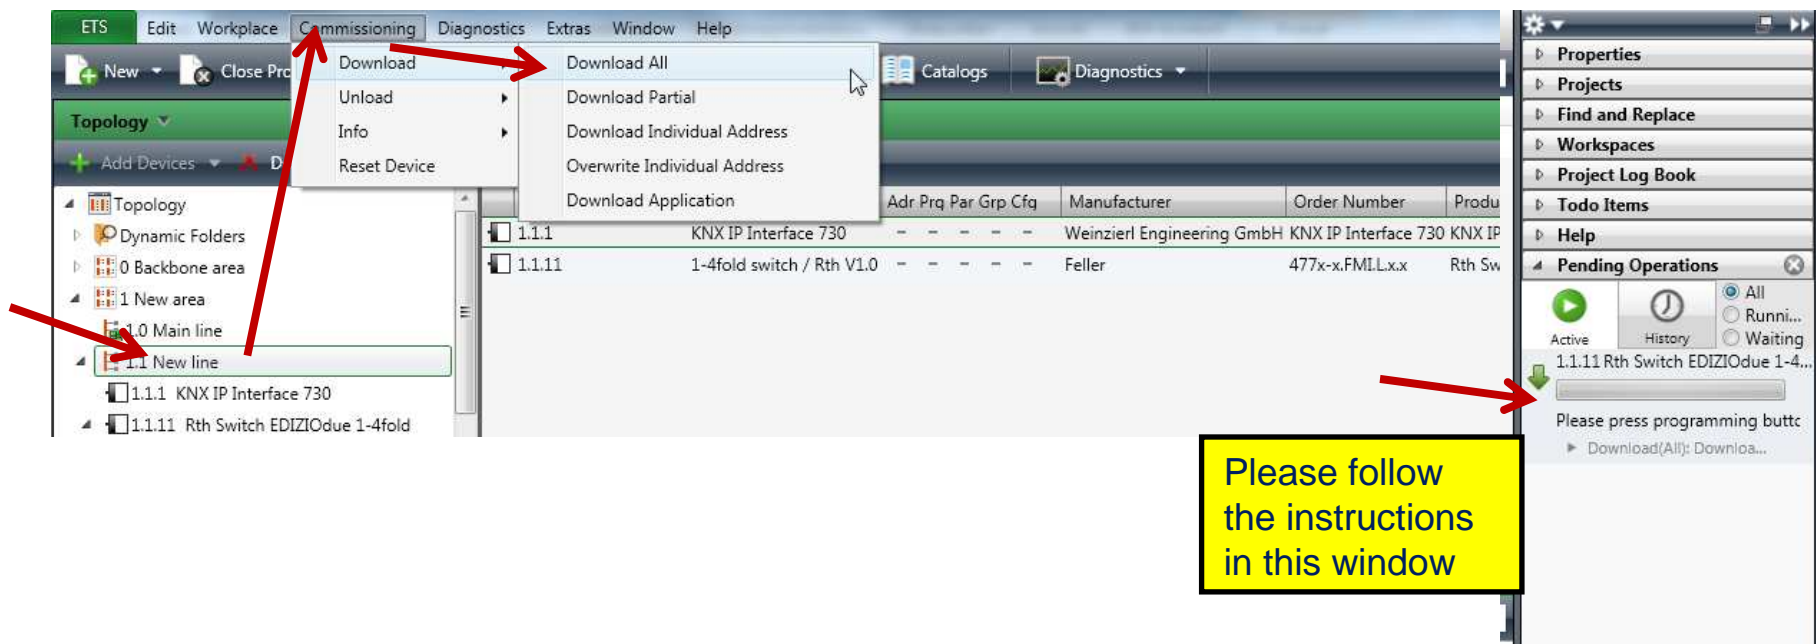 ETS Edit Workplace Commissioning Diagnostics Extras Window Help
New Close Pro Catalogs Diagnostics
Download
Unload
Info
Reset Device
Download All
Download Partial
Download Individual Address
Overwrite Individual Address
Download Application
Topology
Add Devices D
Topology
Dynamic Folders
0 Backbone area
1 New area
1.0 Main line
1.1 New line
1.1.1 KNX IP Interface 730
1.1.11 Rth Switch EDIZIOdue 1-4fold
Adr Prg Par Grp Cfg Manufacturer Order Number Produ
1.1.1 KNX IP Interface 730 - - - - - Weinzierl Engineering GmbH KNX IP Interface 730 KNX IP
1.1.11 1-4fold switch / Rth V1.0 - - - - - Feller 477x-x.FMI.L.x.x Rth Sw
Properties
Projects
Find and Replace
Workspaces
Project Log Book
Todo Items
Help
Pending Operations
Active
History
All
Runni...
Waiting
1.1.11 Rth Switch EDIZIOdue 1-4...
Please press programming butto
Download(All): Downloa...
Please follow
the instructions
in this window